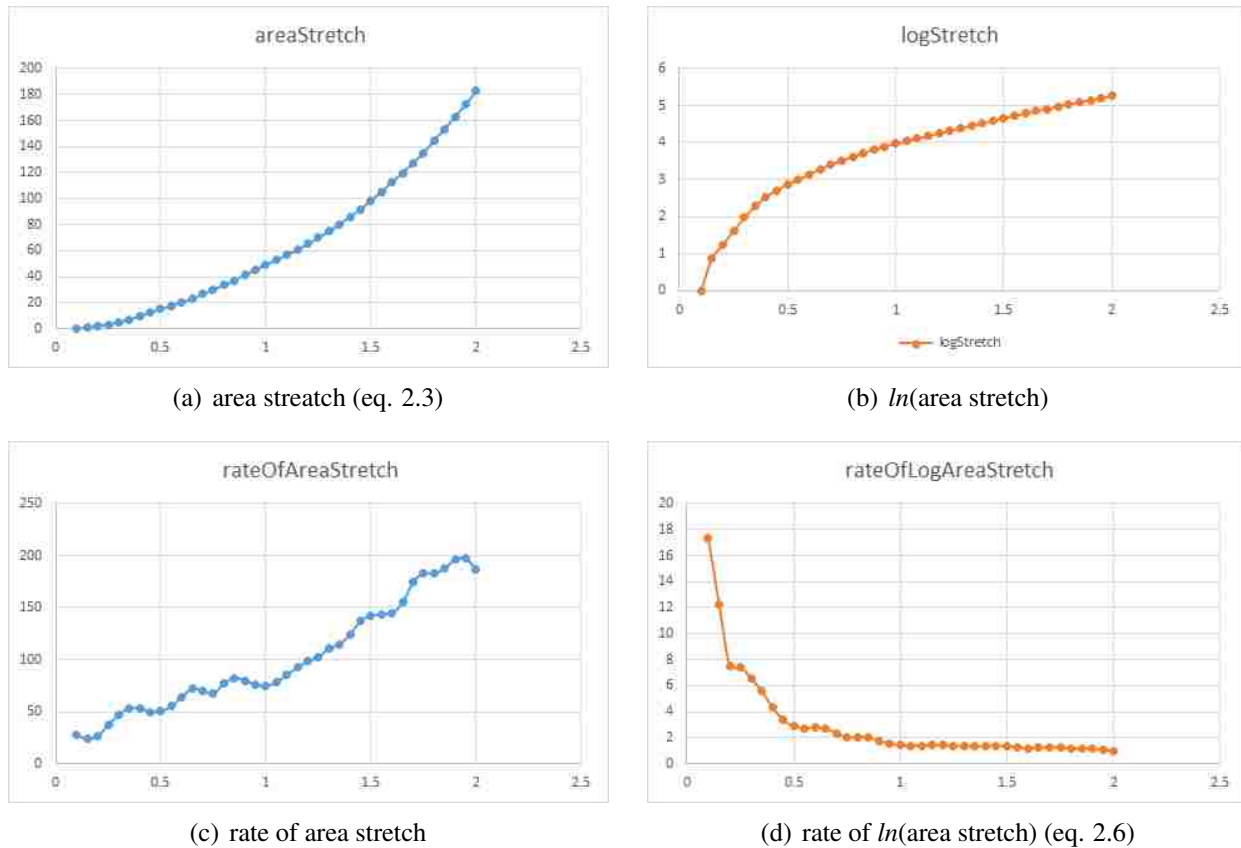 areaStretch
200
180
160
140
120
100
80
60
40
20
0
0 0.5 1 1.5 2 2.5
(a) area streatch (eq. 2.3)
logStretch
6
5
4
3
2
1
0
0 0.5 1 1.5 2 2.5
logStretch
(b) ln(area stretch)
rateOfAreaStretch
250
200
150
100
50
0
0 0.5 1 1.5 2 2.5
(c) rate of area stretch
rateOfLogAreaStretch
20
18
16
14
12
10
8
6
4
2
0
0 0.5 1 1.5 2 2.5
(d) rate of ln(area stretch) (eq. 2.6)